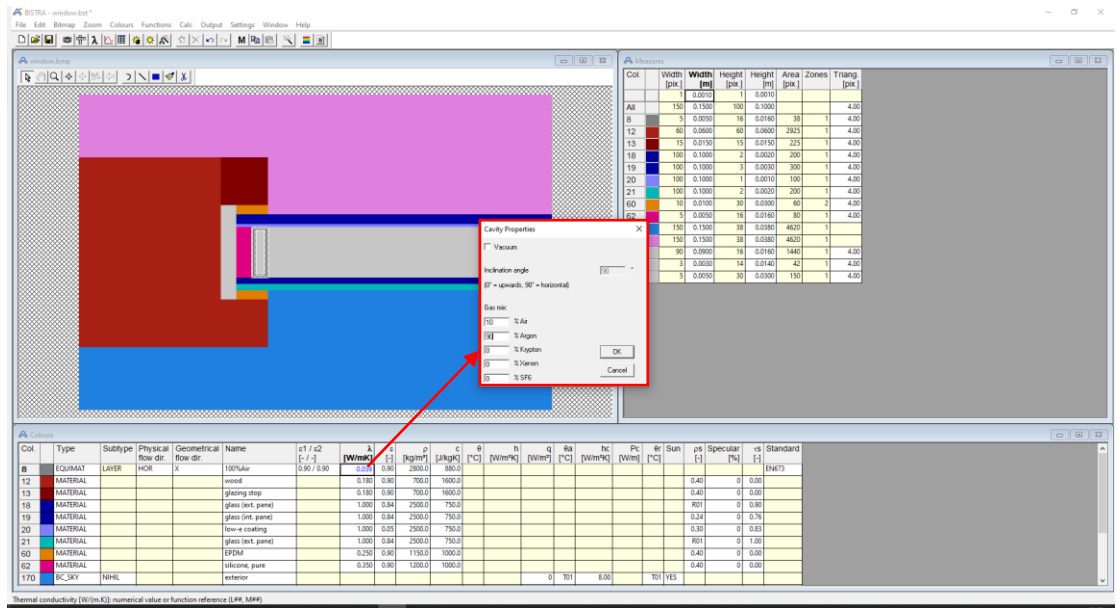 BISTRA - window.bst *
File Edit Bitmap Zoom Colours Functions Calc Output Settings Window Help
window.bmp
Measures
Col. Width [pix.] Width [m] Height [pix.] Height [m] Area [pix.] Zones Triang. [pix.]
1 0.0010 1 0.0010
All 150 0.1500 100 0.1000 4.00
8 5 0.0050 16 0.0160 38 1 4.00
12 60 0.0600 60 0.0600 2925 1 4.00
13 15 0.0150 15 0.0150 225 1 4.00
18 100 0.1000 2 0.0020 200 1 4.00
19 100 0.1000 3 0.0030 300 1 4.00
20 100 0.1000 1 0.0010 100 1 4.00
21 100 0.1000 2 0.0020 200 1 4.00
60 10 0.0100 30 0.0300 60 2 4.00
62 5 0.0050 16 0.0160 80 1 4.00
150 0.1500 38 0.0380 4620 1
150 0.1500 38 0.0380 4620 1
90 0.0900 16 0.0160 1440 1 4.00
3 0.0030 14 0.0140 42 1 4.00
5 0.0050 30 0.0300 150 1 4.00
Cavity Properties
Vacuum
Inclination angle 90 °
(0° = upwards, 90° = horizontal)
Gas mix:
10 % Air
90 % Argon
0 % Krypton
0 % Xenon
0 % SF6
OK
Cancel
Colours
Col. Type Subtype Physical flow dir. Geometrical flow dir. Name ε1 / ε2 [- / -] λ [W/mK] ε [-] ρ [kg/m³] c [J/kgK] θ [°C] h [W/m²K] q [W/m²] θa [°C] hc [W/m²K] Pc [W/m] θr [°C] Sun ρs [-] Specular [%] τs [-] Standard
8 EQUIMAT LAYER HOR X 100%Air 0.90 / 0.90 0.039 0.90 2800.0 880.0 EN673
12 MATERIAL wood 0.180 0.90 700.0 1600.0 0.40 0 0.00
13 MATERIAL glazing stop 0.180 0.90 700.0 1600.0 0.40 0 0.00
18 MATERIAL glass (ext. pane) 1.000 0.84 2500.0 750.0 R01 0 0.90
19 MATERIAL glass (int. pane) 1.000 0.84 2500.0 750.0 0.24 0 0.76
20 MATERIAL low-e coating 1.000 0.05 2500.0 750.0 0.30 0 0.83
21 MATERIAL glass (ext. pane) 1.000 0.84 2500.0 750.0 R01 0 1.00
60 MATERIAL EPDM 0.250 0.90 1150.0 1000.0 0.40 0 0.00
62 MATERIAL silicone, pure 0.350 0.90 1200.0 1000.0 0.40 0 0.00
170 BC_SKY NIHIL exterior 0 T01 8.00 T01 YES
Thermal conductivity [W/(m.K)]: numerical value or function reference (L##, M##)